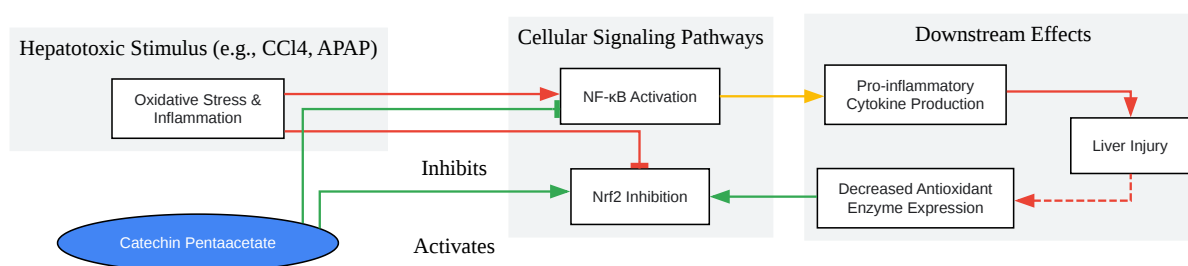 Hepatotoxic Stimulus (e.g., CCl4, APAP)
Oxidative Stress &
Inflammation
Cellular Signaling Pathways
NF-κB Activation
Nrf2 Inhibition
Downstream Effects
Pro-inflammatory
Cytokine Production
Liver Injury
Decreased Antioxidant
Enzyme Expression
Inhibits
Activates
Catechin Pentaacetate